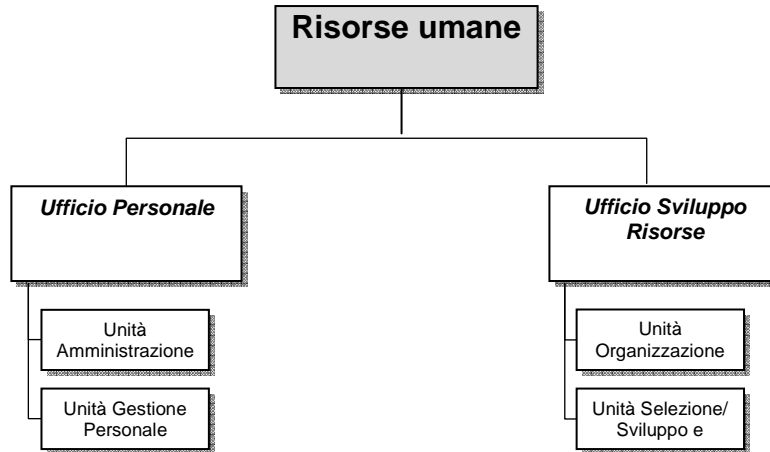 Risorse umane
Ufficio Personale
Ufficio Sviluppo
Risorse
Unità
Amministrazione
Unità
Organizzazione
Unità Gestione
Personale
Unità Selezione/
Sviluppo e